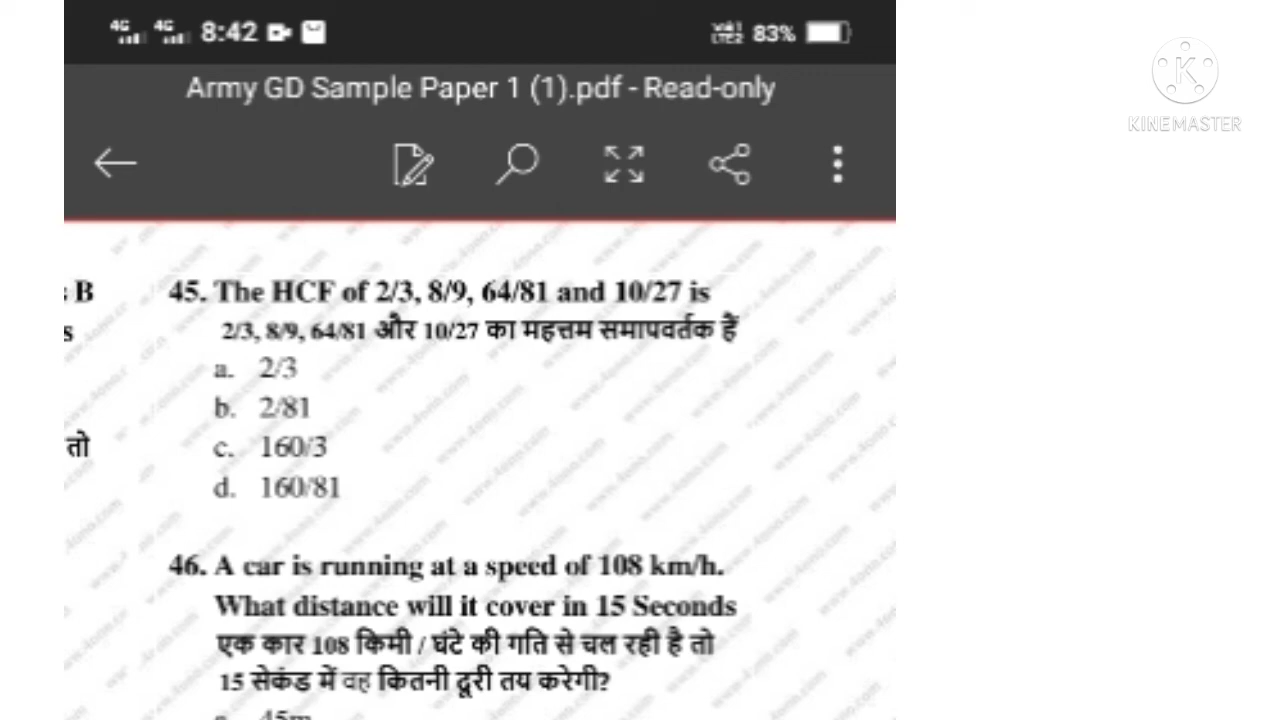 4G 4G 8:42 83%
Army GD Sample Paper 1 (1).pdf - Read-only
KINEMASTER
B
s
तो
45. The HCF of 2/3, 8/9, 64/81 and 10/27 is
2/3, 8/9, 64/81 और 10/27 का महत्तम समापवर्तक हैं
a. 2/3
b. 2/81
c. 160/3
d. 160/81
46. A car is running at a speed of 108 km/h.
What distance will it cover in 15 Seconds
एक कार 108 किमी / घंटे की गति से चल रही है तो
15 सेकंड में वह कितनी दूरी तय करेगी?
45m